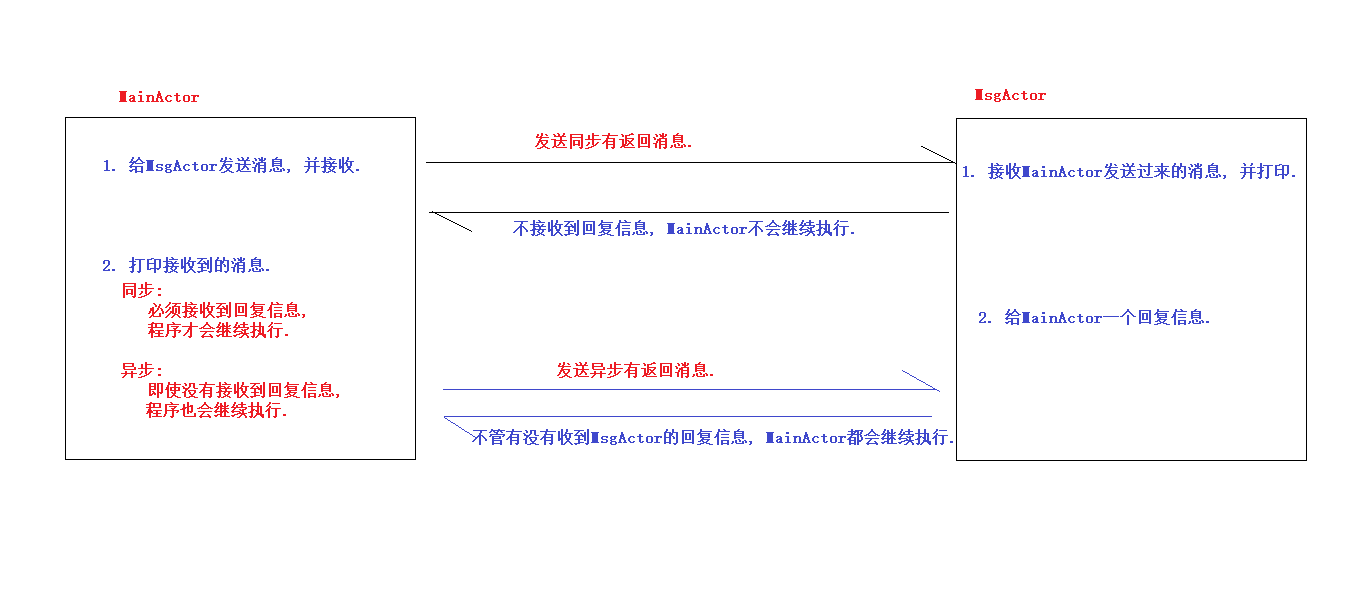 MainActor
MsgActor
发送同步有返回消息.
1. 给MsgActor发送消息, 并接收.
1. 接收MainActor发送过来的消息, 并打印.
不接收到回复信息, MainActor不会继续执行.
2. 打印接收到的消息.
同步:
必须接收到回复信息,
程序才会继续执行.
2. 给MainActor一个回复信息.
异步:
即使没有接收到回复信息,
程序也会继续执行.
发送异步有返回消息.
不管有没有收到MsgActor的回复信息, MainActor都会继续执行.